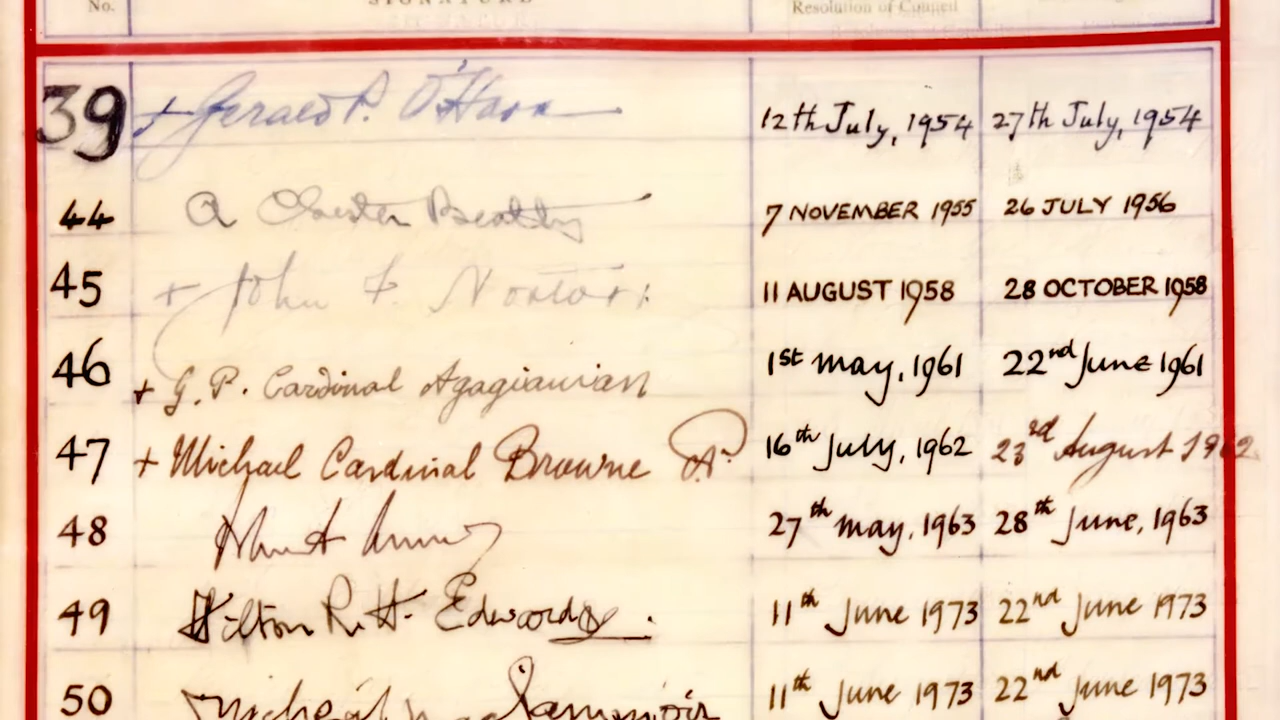 No. SIGNATURE Resolution of Council
39 + Gerald P. O'Hara 12th July, 1954 27th July, 1954
44 A Chester Beatty 7 NOVEMBER 1955 26 JULY 1956
45 + John F. Norton 11 AUGUST 1958 28 OCTOBER 1958
46 + G. P. Cardinal Agagianian 1st May, 1961 22nd June 1961
47 + Michael Cardinal Browne OP 16th July, 1962 23rd August 1962
48 27th May, 1963 28th June, 1963
49 Hilton R. H. Edwards. 11th June 1973 22nd June 1973
50 Micheál 11th June 1973 22nd June 1973